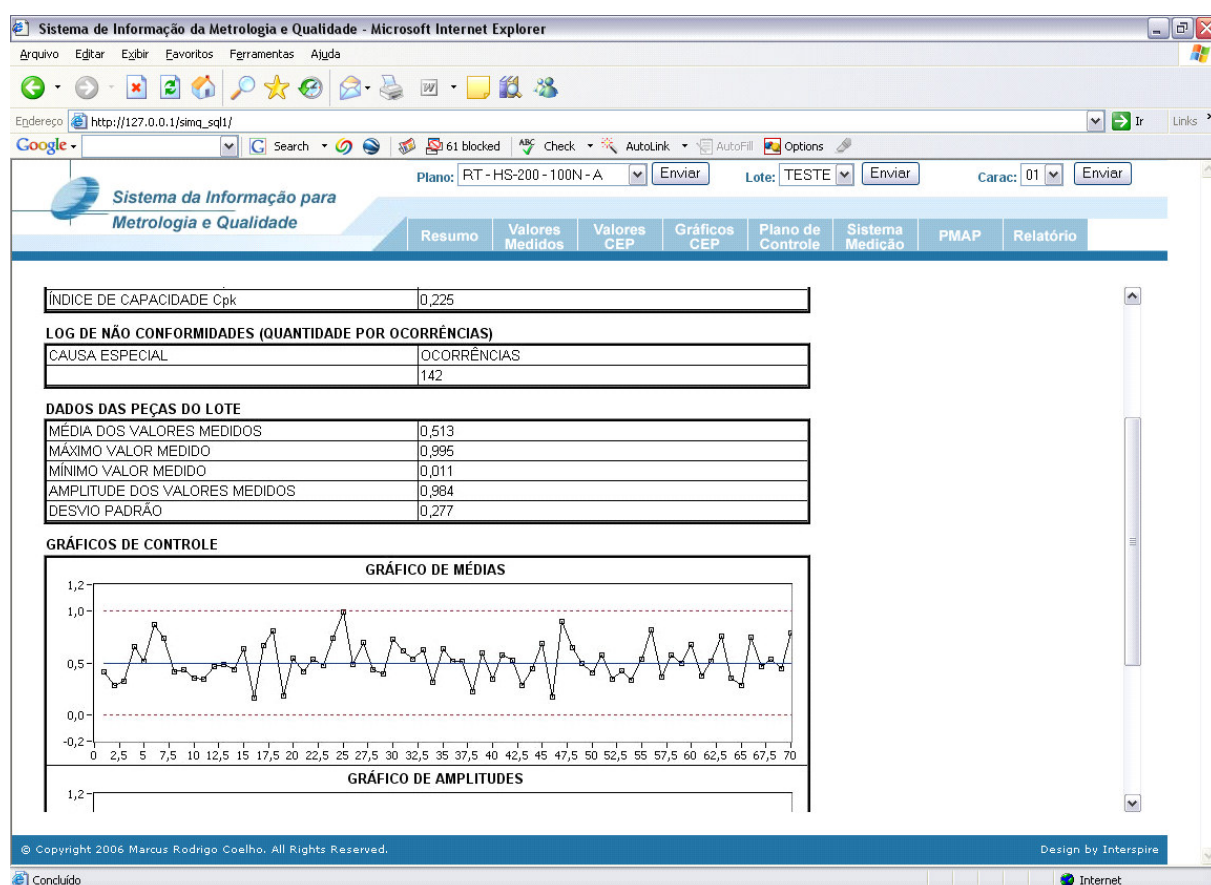 Sistema de Informação da Metrologia e Qualidade - Microsoft Internet Explorer
Arquivo Editar Exibir Favoritos Ferramentas Ajuda
Endereço http://127.0.0.1/simq_sql1/ Ir Links
Google Search 61 blocked Check AutoLink AutoFill Options
Plano: RT - HS-200 - 100N - A Enviar Lote: TESTE Enviar Carac: 01 Enviar
Sistema da Informação para
Metrologia e Qualidade
Resumo Valores Medidos Valores CEP Gráficos CEP Plano de Controle Sistema Medição PMAP Relatório
ÍNDICE DE CAPACIDADE Cpk 0,225
LOG DE NÃO CONFORMIDADES (QUANTIDADE POR OCORRÊNCIAS)
CAUSA ESPECIAL OCORRÊNCIAS
142
DADOS DAS PEÇAS DO LOTE
MÉDIA DOS VALORES MEDIDOS 0,513
MÁXIMO VALOR MEDIDO 0,995
MÍNIMO VALOR MEDIDO 0,011
AMPLITUDE DOS VALORES MEDIDOS 0,984
DESVIO PADRÃO 0,277
GRÁFICOS DE CONTROLE
GRÁFICO DE MÉDIAS
1,2
1,0
0,5
0,0
-0,2
0 2,5 5 7,5 10 12,5 15 17,5 20 22,5 25 27,5 30 32,5 35 37,5 40 42,5 45 47,5 50 52,5 55 57,5 60 62,5 65 67,5 70
GRÁFICO DE AMPLITUDES
1,2
© Copyright 2006 Marcus Rodrigo Coelho. All Rights Reserved. Design by Interspire
Concluído Internet